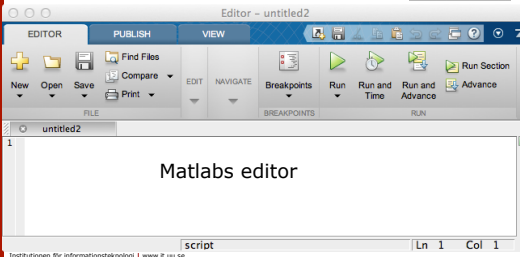 Editor – untitled2
EDITOR PUBLISH VIEW
New Open Save
Find Files
Compare
Print
FILE
EDIT
NAVIGATE
Breakpoints
BREAKPOINTS
Run
Run and Time
Run and Advance
Run Section
Advance
RUN
untitled2
1
Matlabs editor
script Ln 1 Col 1
Institutionen för informationsteknologi | www.it.uu.se